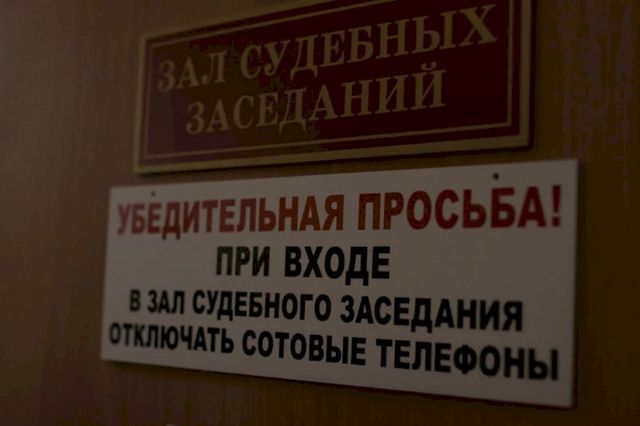 ЗАЛ СУДЕБНЫХ
ЗАСЕДАНИЙ
УБЕДИТЕЛЬНАЯ ПРОСЬБА!
ПРИ ВХОДЕ
В ЗАЛ СУДЕБНОГО ЗАСЕДАНИЯ
ОТКЛЮЧАТЬ СОТОВЫЕ ТЕЛЕФОНЫ